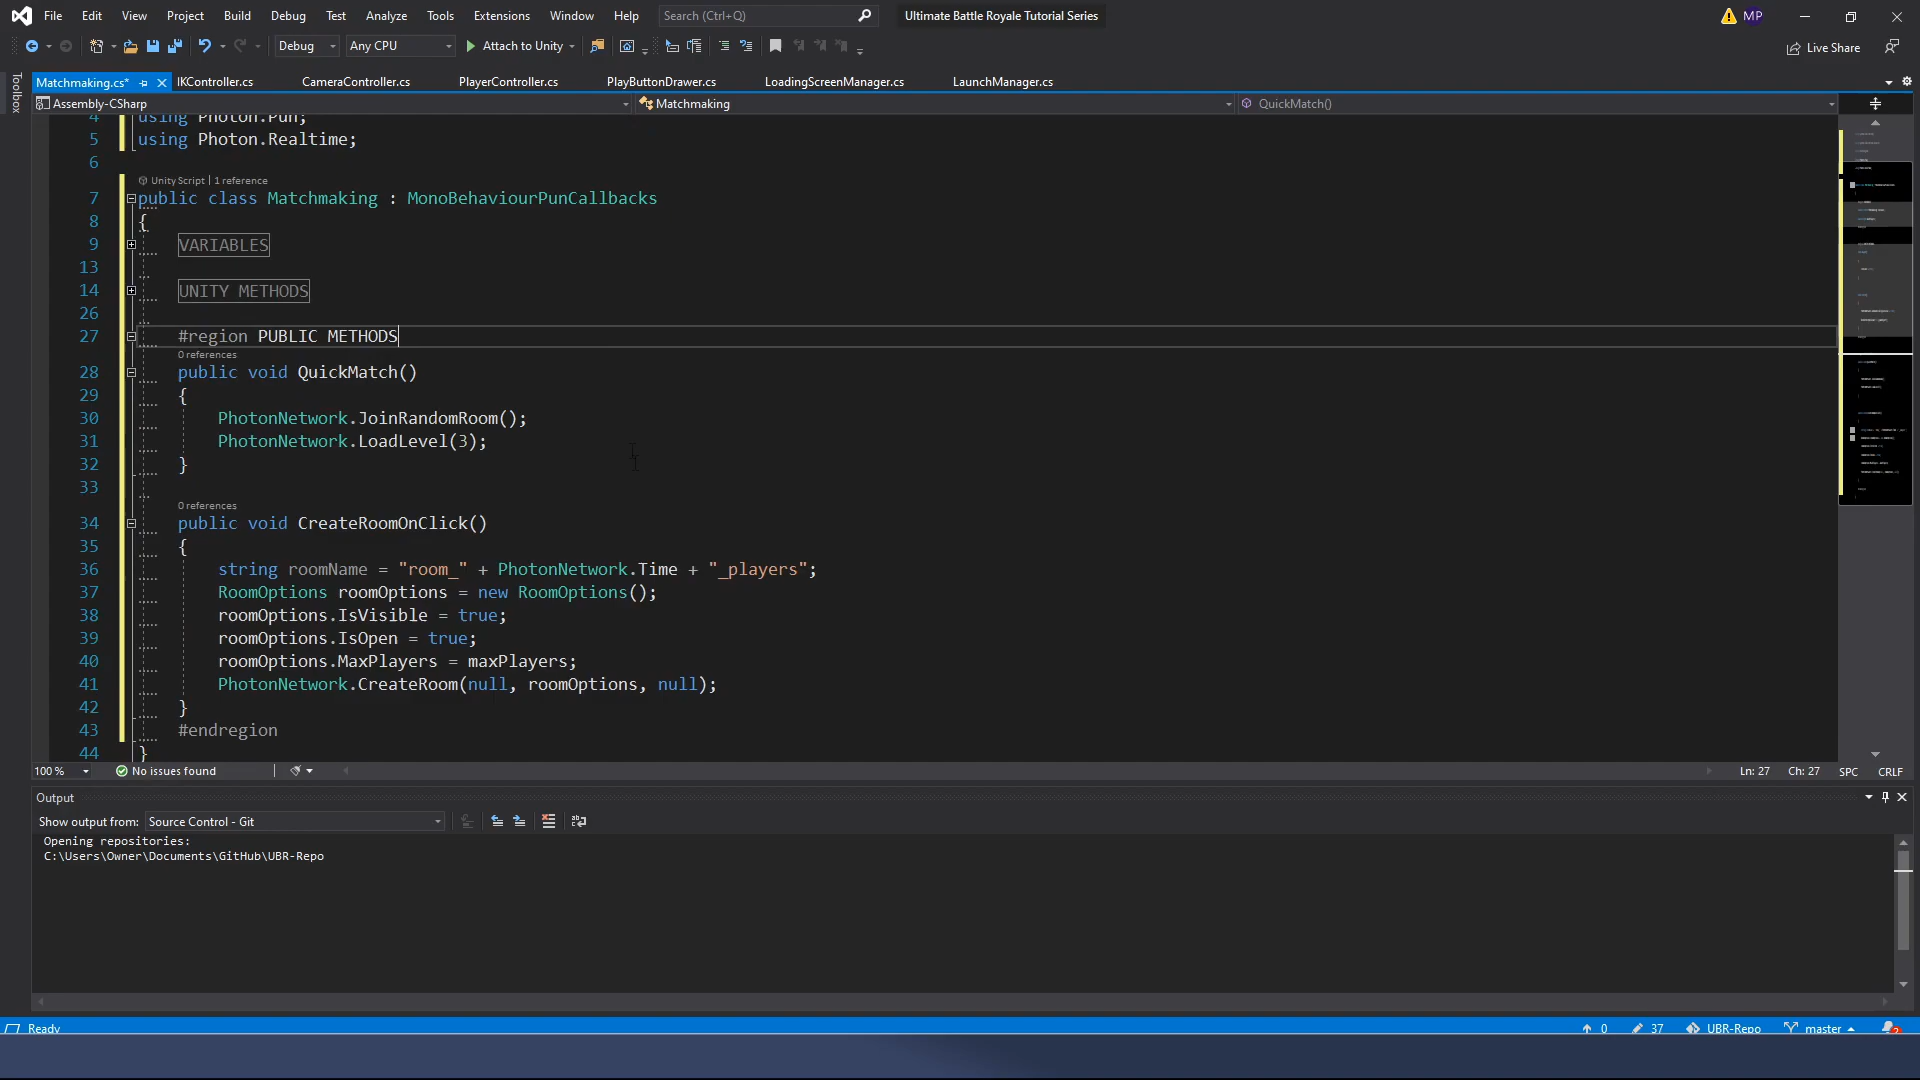 File Edit View Project Build Debug Test Analyze Tools Extensions Window Help Search (Ctrl+Q) Ultimate Battle Royale Tutorial Series MP
Debug Any CPU Attach to Unity Live Share
Toolbox
Matchmaking.cs* IKController.cs CameraController.cs PlayerController.cs PlayButtonDrawer.cs LoadingScreenManager.cs LaunchManager.cs
Assembly-CSharp Matchmaking QuickMatch()
4 using Photon.Pun;
5 using Photon.Realtime;
6
Unity Script | 1 reference
7 public class Matchmaking : MonoBehaviourPunCallbacks
8 {
9 VARIABLES
13
14 UNITY METHODS
26
27 #region PUBLIC METHODS
0 references
28 public void QuickMatch()
29 {
30 PhotonNetwork.JoinRandomRoom();
31 PhotonNetwork.LoadLevel(3);
32 }
33
0 references
34 public void CreateRoomOnClick()
35 {
36 string roomName = "room_" + PhotonNetwork.Time + "_players";
37 RoomOptions roomOptions = new RoomOptions();
38 roomOptions.IsVisible = true;
39 roomOptions.IsOpen = true;
40 roomOptions.MaxPlayers = maxPlayers;
41 PhotonNetwork.CreateRoom(null, roomOptions, null);
42 }
43 #endregion
44 }
100 % No issues found Ln: 27 Ch: 27 SPC CRLF
Output
Show output from: Source Control - Git
Opening repositories:
C:\Users\Owner\Documents\GitHub\UBR-Repo
Ready 0 37 UBR-Repo master 2